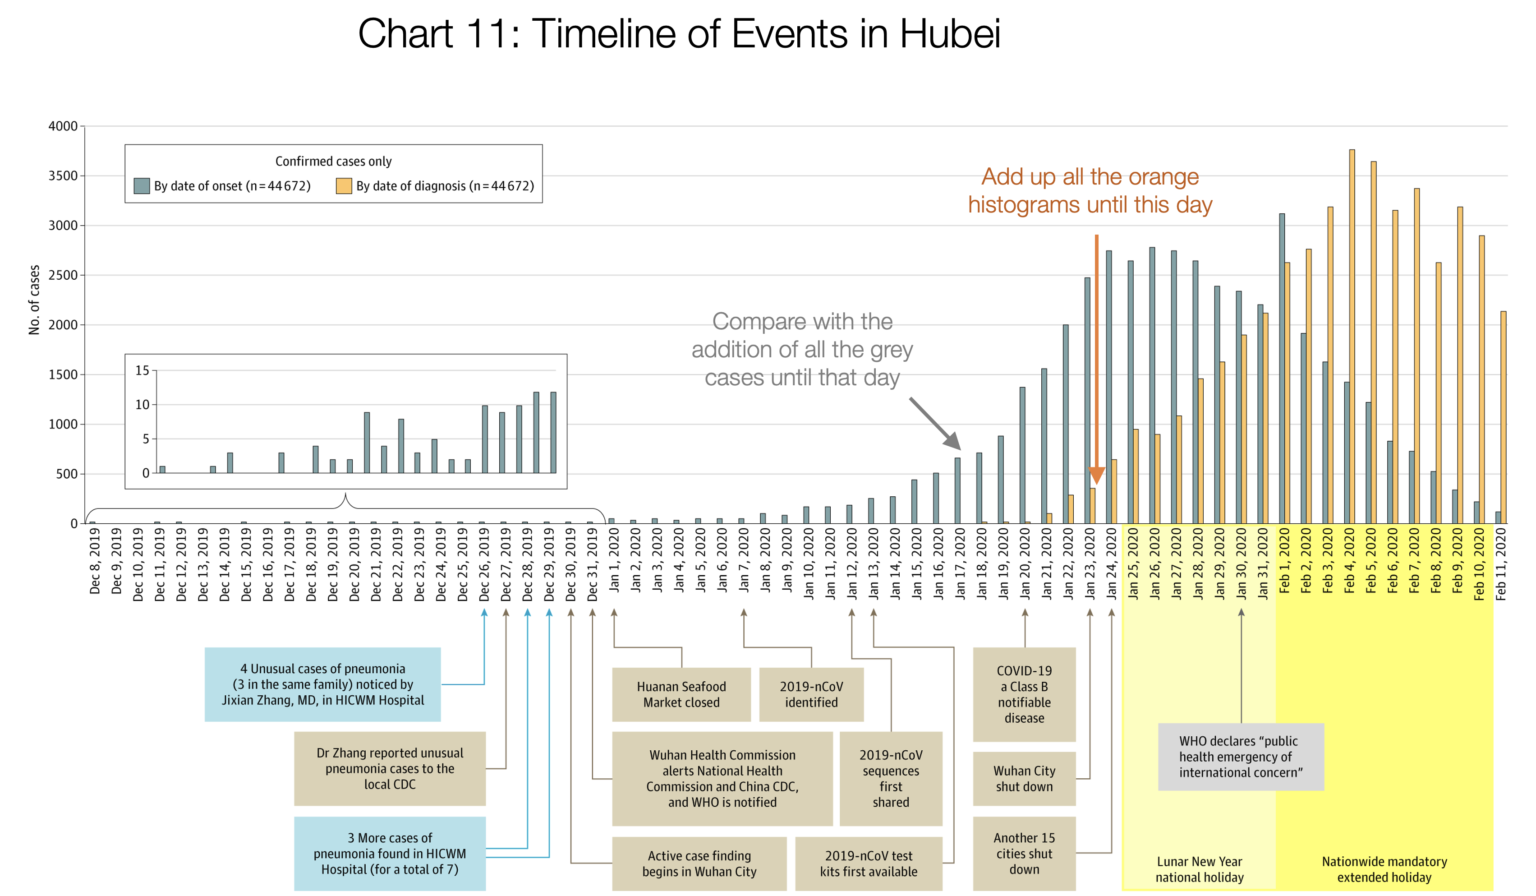 Chart 11: Timeline of Events in Hubei
4000
3500
3000
2500
2000
1500
1000
500
0
No. of cases
Confirmed cases only
By date of onset (n=44672)
By date of diagnosis (n=44672)
15
10
5
0
Add up all the orange
histograms until this day
Compare with the
addition of all the grey
cases until that day
Dec 8, 2019
Dec 9, 2019
Dec 10, 2019
Dec 11, 2019
Dec 12, 2019
Dec 13, 2019
Dec 14, 2019
Dec 15, 2019
Dec 16, 2019
Dec 17, 2019
Dec 18, 2019
Dec 19, 2019
Dec 20, 2019
Dec 21, 2019
Dec 22, 2019
Dec 23, 2019
Dec 24, 2019
Dec 25, 2019
Dec 26, 2019
Dec 27, 2019
Dec 28, 2019
Dec 29, 2019
Dec 30, 2019
Dec 31, 2019
Jan 1, 2020
Jan 2, 2020
Jan 3, 2020
Jan 4, 2020
Jan 5, 2020
Jan 6, 2020
Jan 7, 2020
Jan 8, 2020
Jan 9, 2020
Jan 10, 2020
Jan 11, 2020
Jan 12, 2020
Jan 13, 2020
Jan 14, 2020
Jan 15, 2020
Jan 16, 2020
Jan 17, 2020
Jan 18, 2020
Jan 19, 2020
Jan 20, 2020
Jan 21, 2020
Jan 22, 2020
Jan 23, 2020
Jan 24, 2020
Jan 25, 2020
Jan 26, 2020
Jan 27, 2020
Jan 28, 2020
Jan 29, 2020
Jan 30, 2020
Jan 31, 2020
Feb 1, 2020
Feb 2, 2020
Feb 3, 2020
Feb 4, 2020
Feb 5, 2020
Feb 6, 2020
Feb 7, 2020
Feb 8, 2020
Feb 9, 2020
Feb 10, 2020
Feb 11, 2020
4 Unusual cases of pneumonia
(3 in the same family) noticed by
Jixian Zhang, MD, in HICWM Hospital
Dr Zhang reported unusual
pneumonia cases to the
local CDC
3 More cases of
pneumonia found in HICWM
Hospital (for a total of 7)
Huanan Seafood
Market closed
2019-nCoV
identified
Wuhan Health Commission
alerts National Health
Commission and China CDC,
and WHO is notified
2019-nCoV
sequences
first
shared
Active case finding
begins in Wuhan City
2019-nCoV test
kits first available
COVID-19
a Class B
notifiable
disease
Wuhan City
shut down
Another 15
cities shut
down
WHO declares “public
health emergency of
international concern”
Lunar New Year
national holiday
Nationwide mandatory
extended holiday